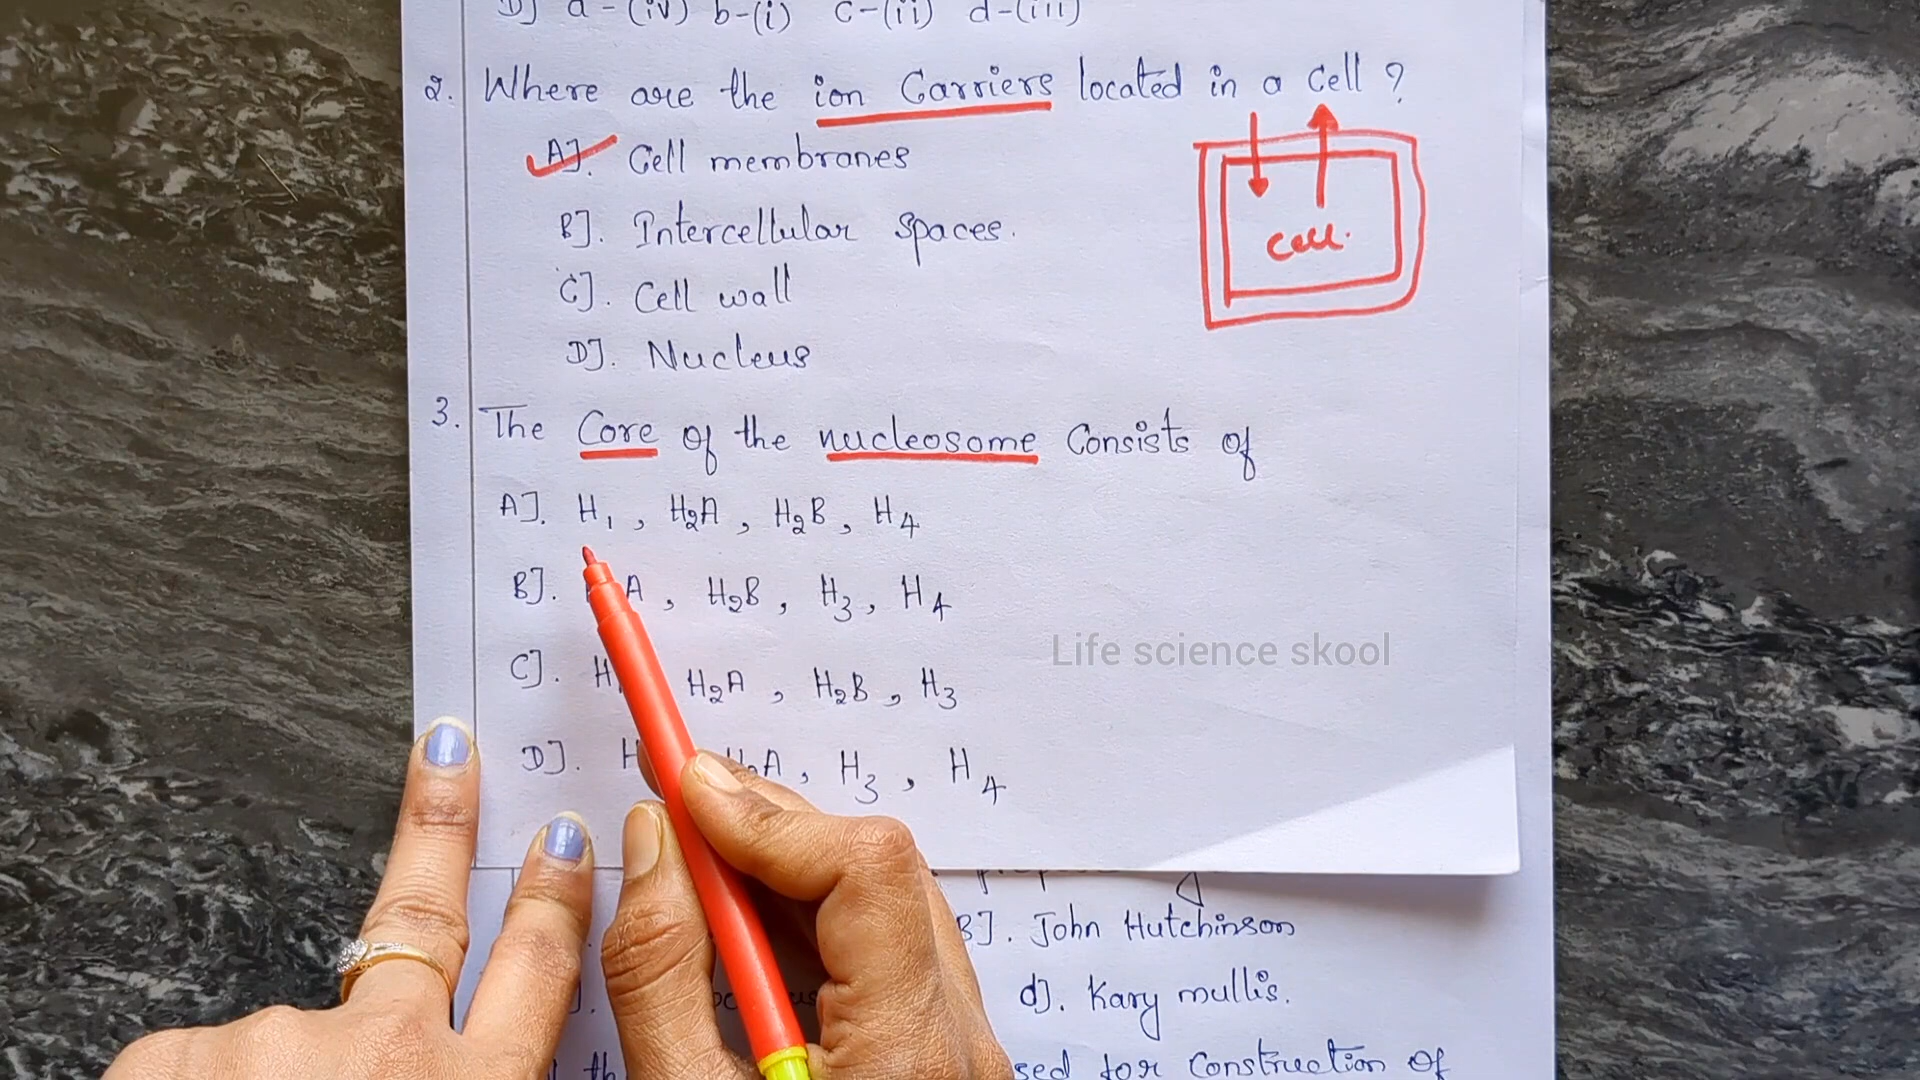 D] a-(iv) b-(i) c-(ii) d-(iii)
2. Where are the ion Carriers located in a Cell ?
A]. Cell membranes
B]. Intercellular spaces.
C]. Cell wall
D]. Nucleus
cell.
3. The Core of the nucleosome Consists of
A]. H1, H2A, H2B, H4
B]. A, H2B, H3, H4
C]. H H2A, H2B, H3
D]. H A, H3, H4
Life science skool
B]. John Hutchinson
d]. Kary mullis.
for Construction of